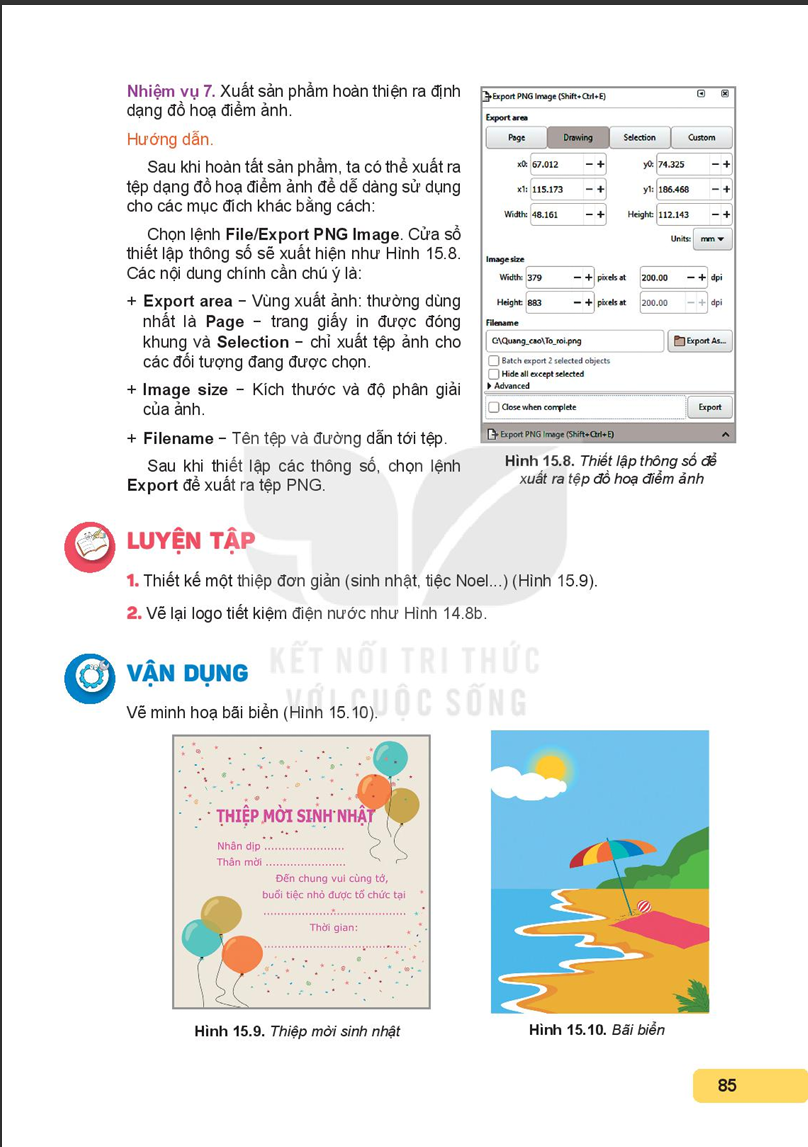 Nhiệm vụ 7. Xuất sản phẩm hoàn thiện ra định
dạng đồ hoạ điểm ảnh.
Hướng dẫn.
Sau khi hoàn tất sản phẩm, ta có thể xuất ra
tệp dạng đồ hoạ điểm ảnh để dễ dàng sử dụng
cho các mục đích khác bằng cách:
Chọn lệnh File/Export PNG Image. Cửa sổ
thiết lập thông số sẽ xuất hiện như Hình 15.8.
Các nội dung chính cần chú ý là:
+ Export area – Vùng xuất ảnh: thường dùng
nhất là Page – trang giấy in được đóng
khung và Selection – chỉ xuất tệp ảnh cho
các đối tượng đang được chọn.
+ Image size – Kích thước và độ phân giải
của ảnh.
+ Filename – Tên tệp và đường dẫn tới tệp.
Sau khi thiết lập các thông số, chọn lệnh
Export để xuất ra tệp PNG.
Export PNG Image (Shift+Ctrl+E)
Export area
Page Drawing Selection Custom
x0: 67.012 − + y0: 74.325 − +
x1: 115.173 − + y1: 186.468 − +
Width: 48.161 − + Height: 112.143 − +
Units: mm
Image size
Width: 379 − + pixels at 200.00 − + dpi
Height: 883 − + pixels at 200.00 − + dpi
Filename
C:\Quang_cao\To_roi.png Export As...
Batch export 2 selected objects
Hide all except selected
Advanced
Close when complete Export
Export PNG Image (Shift+Ctrl+E)
Hình 15.8. Thiết lập thông số để
xuất ra tệp đồ hoạ điểm ảnh
LUYỆN TẬP
1. Thiết kế một thiệp đơn giản (sinh nhật, tiệc Noel...) (Hình 15.9).
2. Vẽ lại logo tiết kiệm điện nước như Hình 14.8b.
KẾT NỐI TRI THỨC
VỚI CUỘC SỐNG
VẬN DỤNG
Vẽ minh hoạ bãi biển (Hình 15.10).
THIỆP MỜI SINH NHẬT
Nhân dịp ........................
Thân mời ........................
Đến chung vui cùng tớ,
buổi tiệc nhỏ được tổ chức tại
...........................................
Thời gian:
...........................................
Hình 15.9. Thiệp mời sinh nhật
Hình 15.10. Bãi biển
85